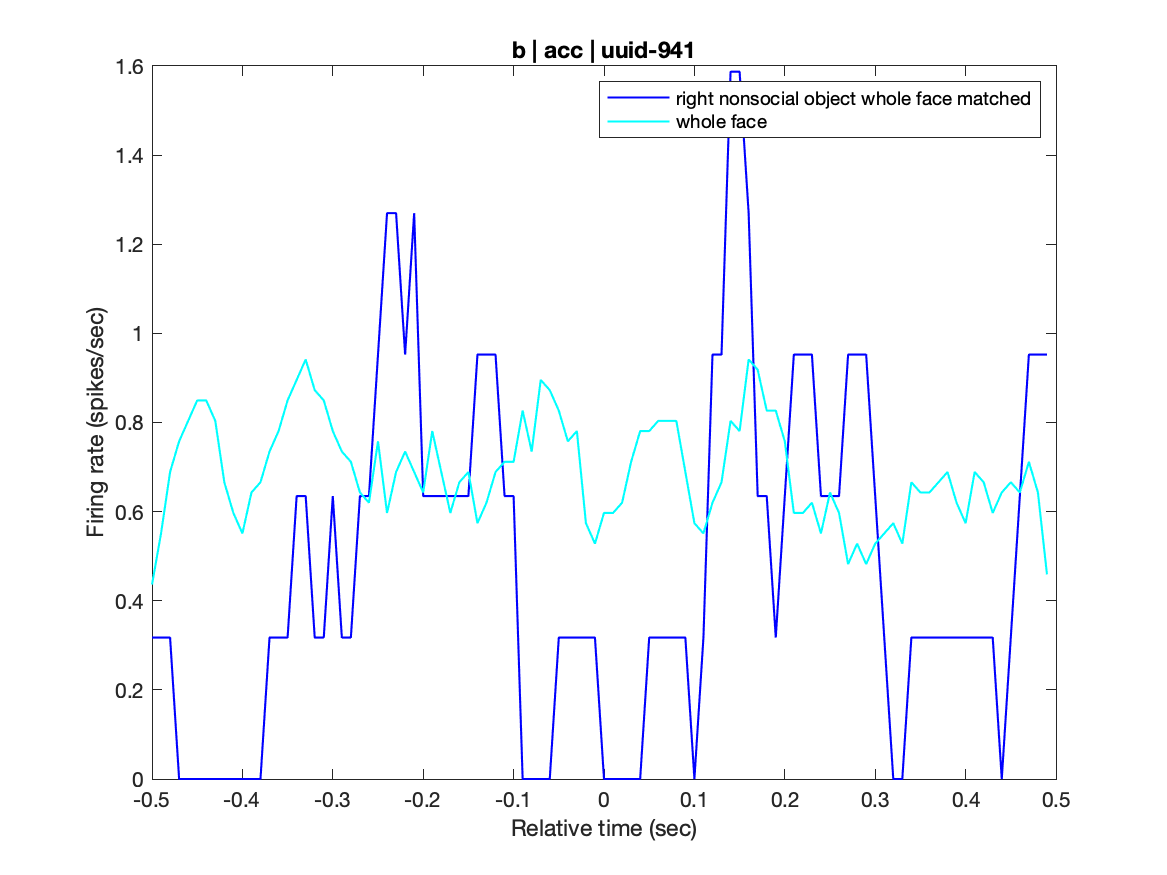 b | acc | uuid-941
right nonsocial object whole face matched
whole face
Firing rate (spikes/sec)
1.6
1.4
1.2
1
0.8
0.6
0.4
0.2
0
-0.5 -0.4 -0.3 -0.2 -0.1 0 0.1 0.2 0.3 0.4 0.5
Relative time (sec)